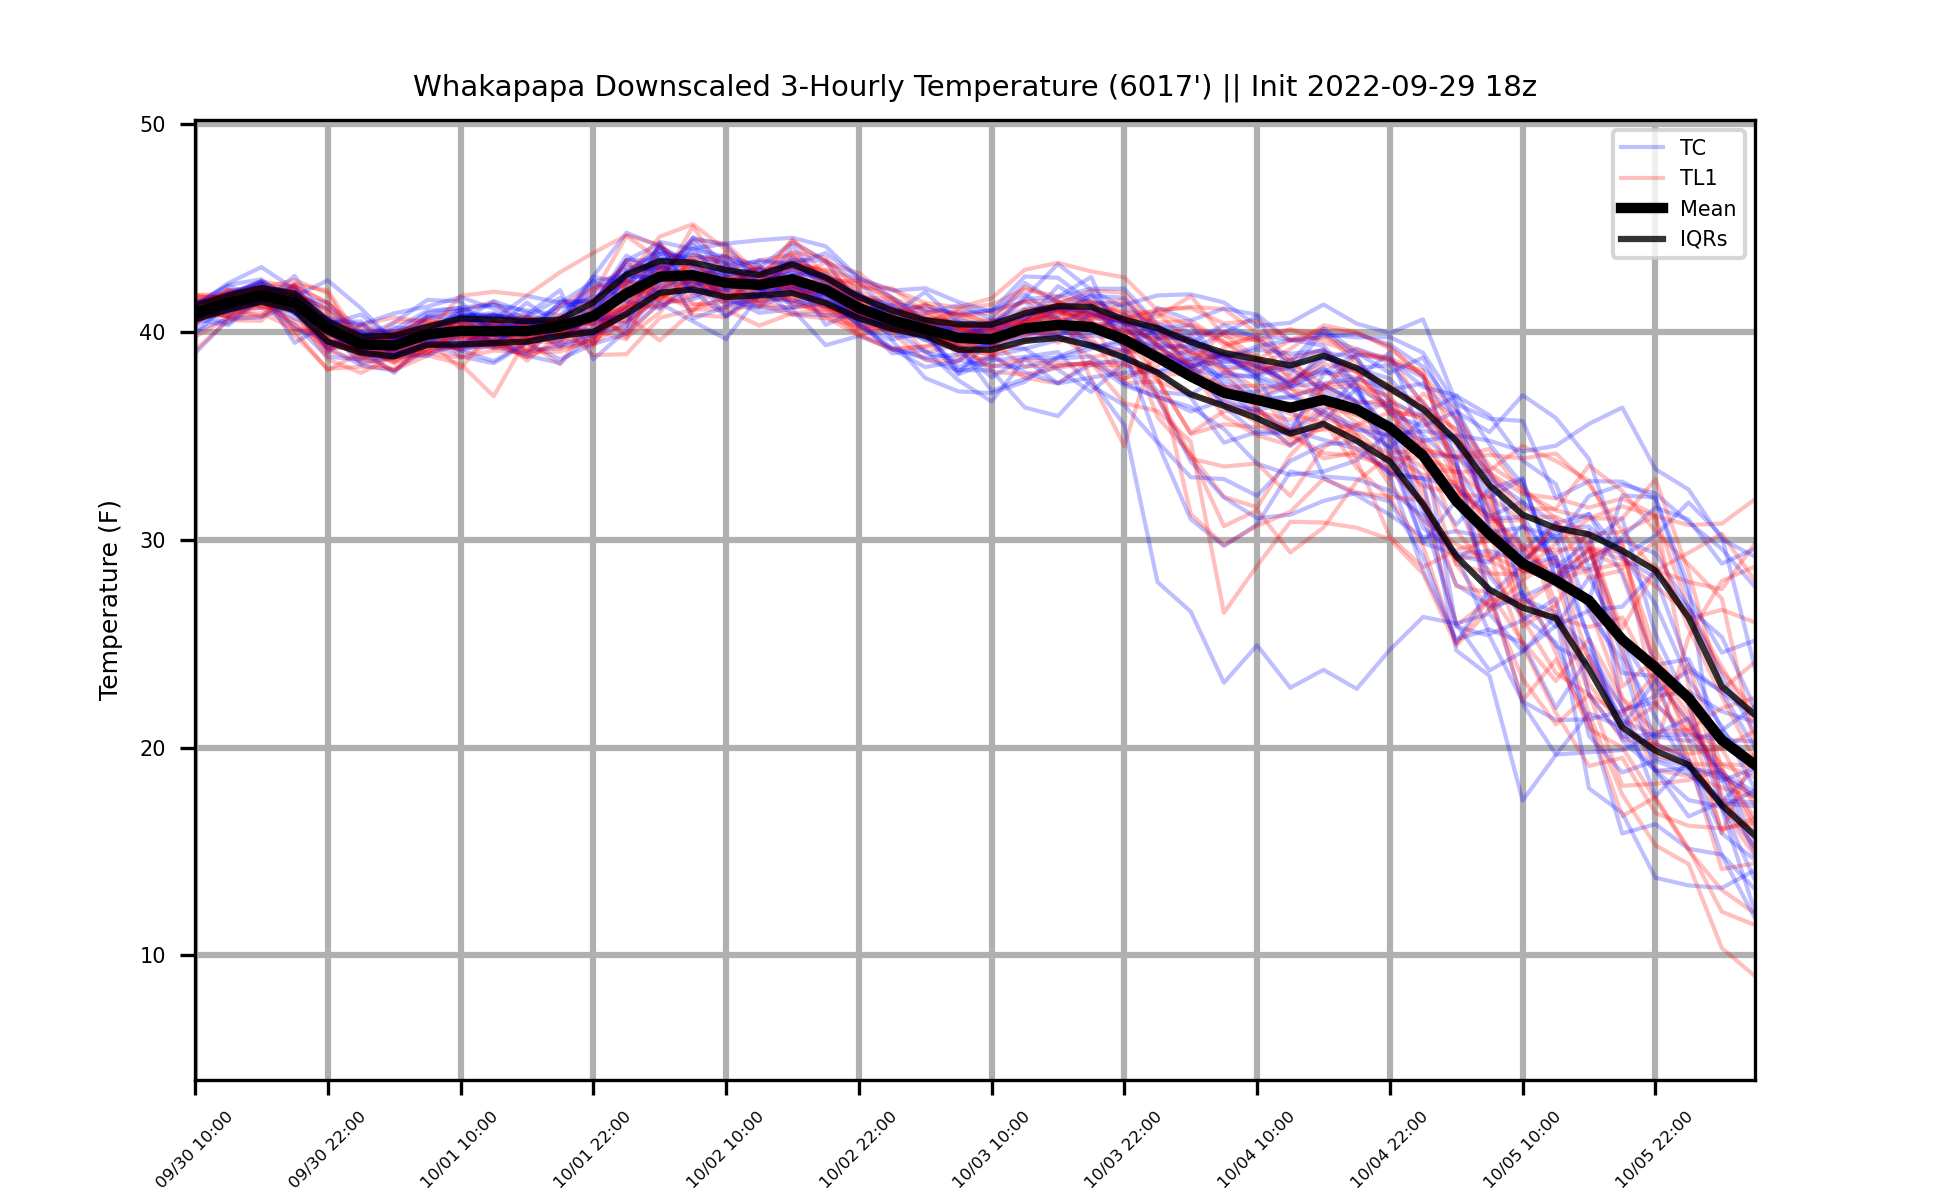 Whakapapa Downscaled 3-Hourly Temperature (6017') || Init 2022-09-29 18z
TC
TL1
Mean
IQRs
Temperature (F)
50
40
30
20
10
09/30 10:00
09/30 22:00
10/01 10:00
10/01 22:00
10/02 10:00
10/02 22:00
10/03 10:00
10/03 22:00
10/04 10:00
10/04 22:00
10/05 10:00
10/05 22:00